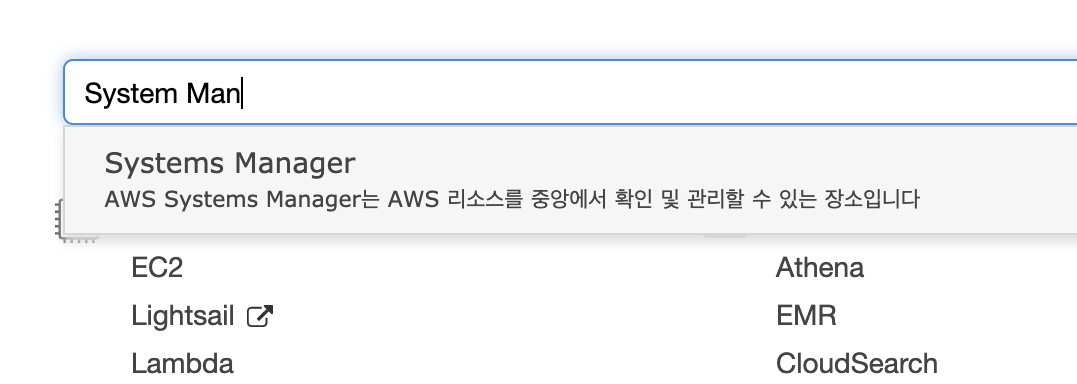 System Man
Systems Manager
AWS Systems Manager는 AWS 리소스를 중앙에서 확인 및 관리할 수 있는 장소입니다
EC2
Athena
Lightsail
EMR
Lambda
CloudSearch